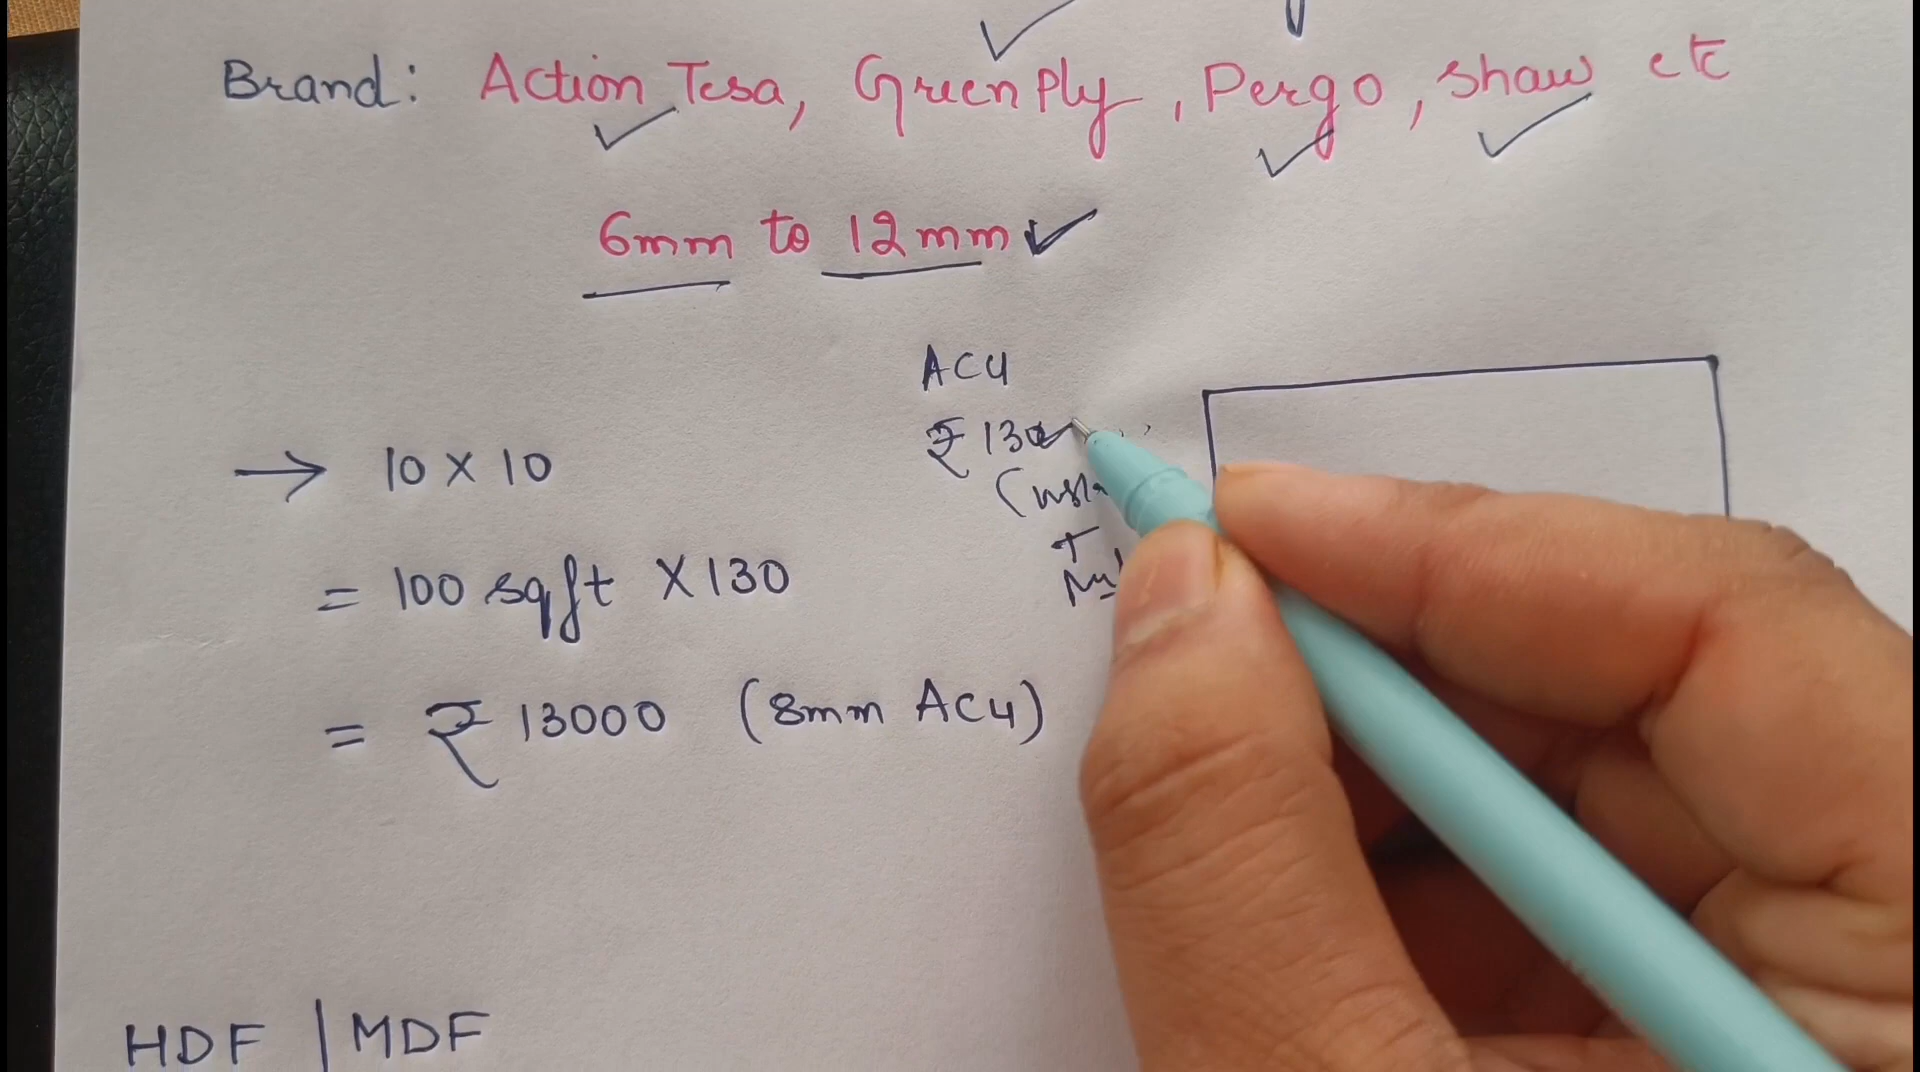 Brand: Action Tesa, Greenply, Pergo, Shaw etc
6mm to 12mm
AC4
₹ 130
→ 10 X 10
= 100 sqft X 130
+
= ₹ 13000 (8mm AC4)
HDF | MDF